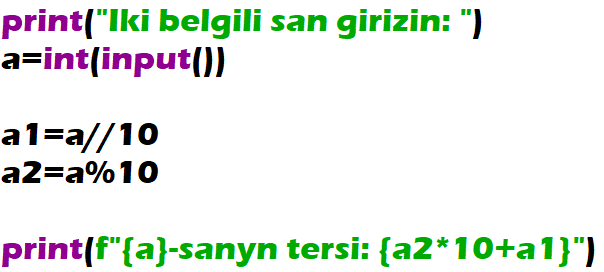 print("Iki belgili san girizin: ")
a=int(input())
a1=a//10
a2=a%10
print(f"{a}-sanyn tersi: {a2*10+a1}")